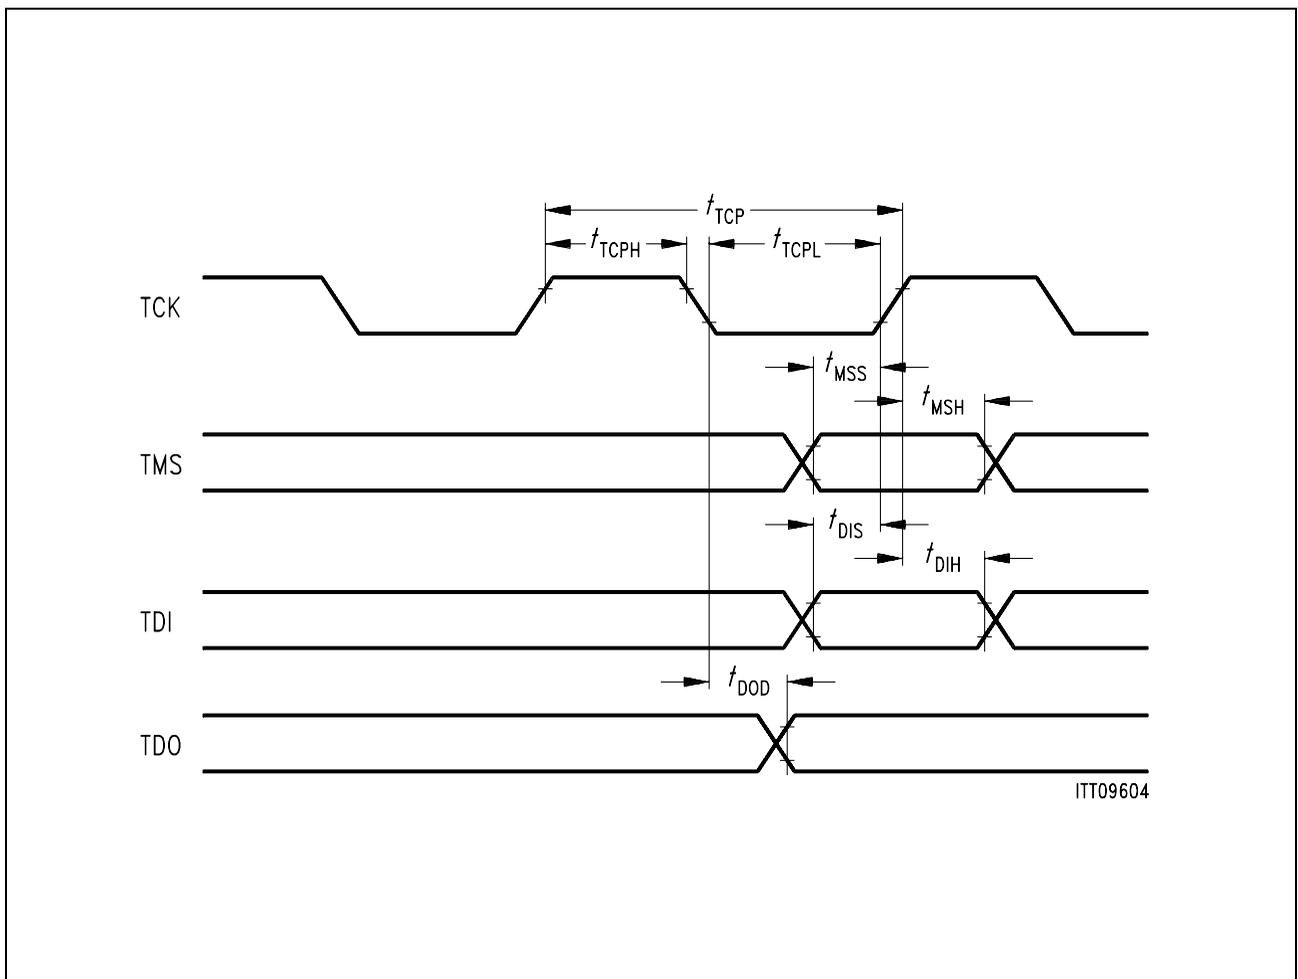 tTCP
tTCPH tTCPL
TCK
tMSS
tMSH
TMS
tDIS
tDIH
TDI
tDOD
TDO
ITT09604